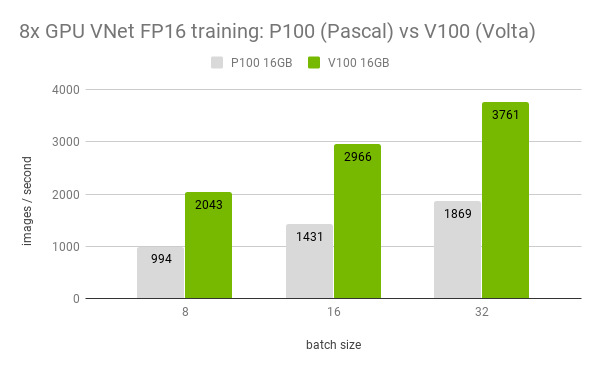 8x GPU VNet FP16 training: P100 (Pascal) vs V100 (Volta)
P100 16GB V100 16GB
4000
3000
2000
1000
0
images / second
994
2043
1431
2966
1869
3761
8 16 32
batch size